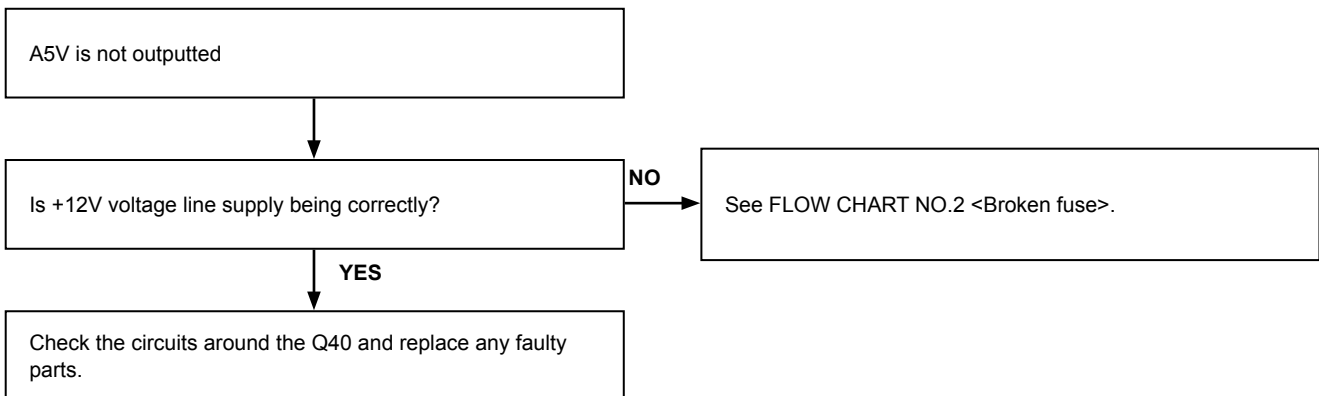 A5V is not outputted
Is +12V voltage line supply being correctly?
NO
See FLOW CHART NO.2 <Broken fuse>.
YES
Check the circuits around the Q40 and replace any faulty
parts.